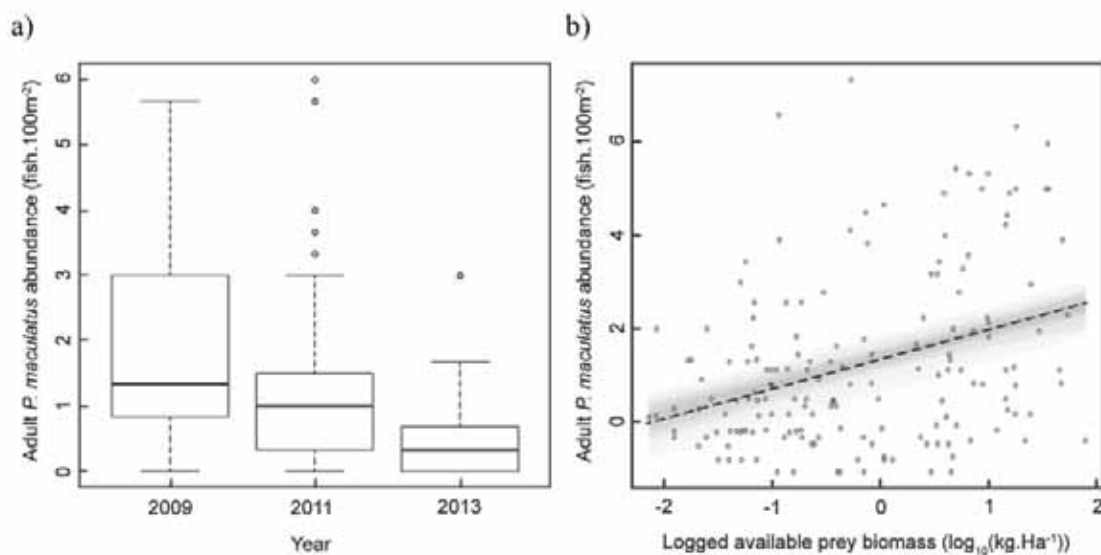 a)
Adult P. maculatus abundance (fish.100m⁻²)
6
5
4
3
2
1
0
2009 2011 2013
Year
b)
Adult P. maculatus abundance (fish.100m⁻²)
6
4
2
0
-2 -1 0 1 2
Logged available prey biomass (log₁₀(kg.Ha⁻¹))